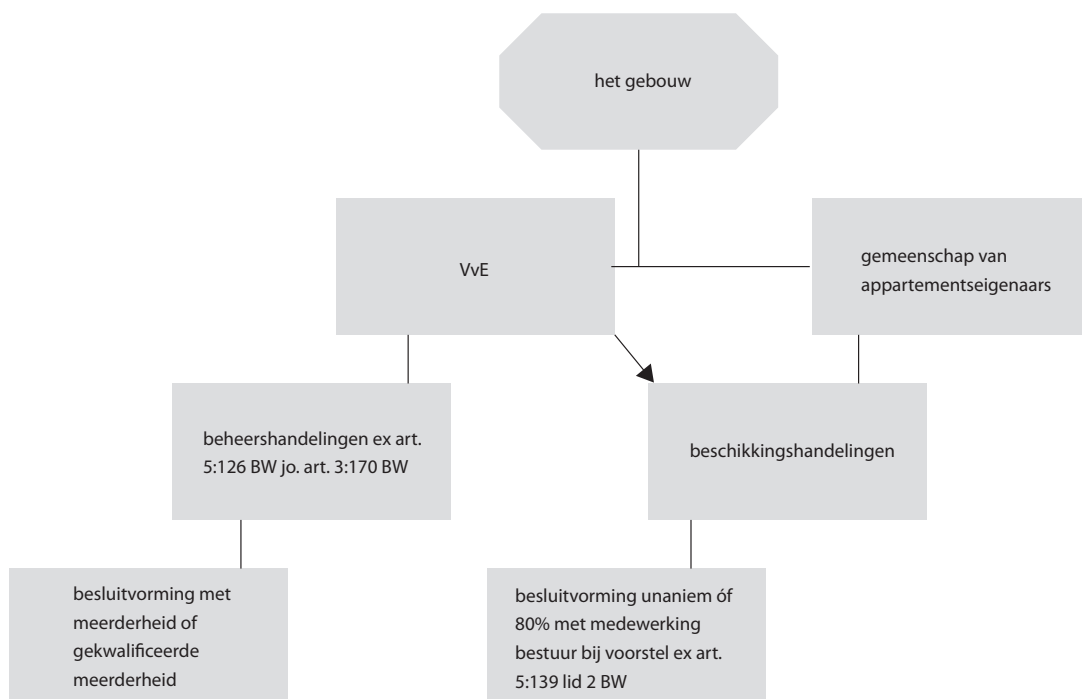 het gebouw
VvE
gemeenschap van
appartementseigenaars
beheershandelingen ex art.
5:126 BW jo. art. 3:170 BW
beschikkingshandelingen
besluitvorming met
meerderheid of
gekwalificeerde
meerderheid
besluitvorming unaniem óf
80% met medewerking
bestuur bij voorstel ex art.
5:139 lid 2 BW